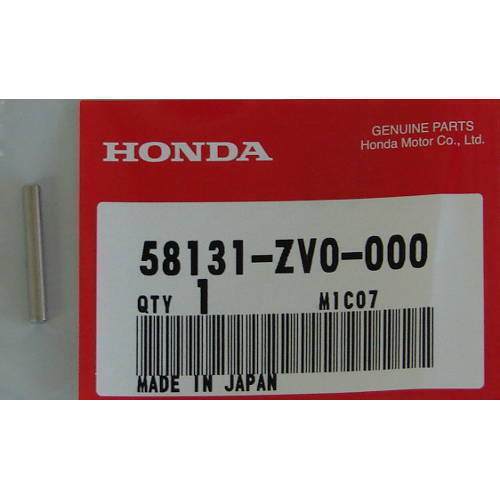 GENUINE PARTS
Honda Motor Co., Ltd.
HONDA
58131-ZV0-000
QTY 1 M1C07
MADE IN JAPAN